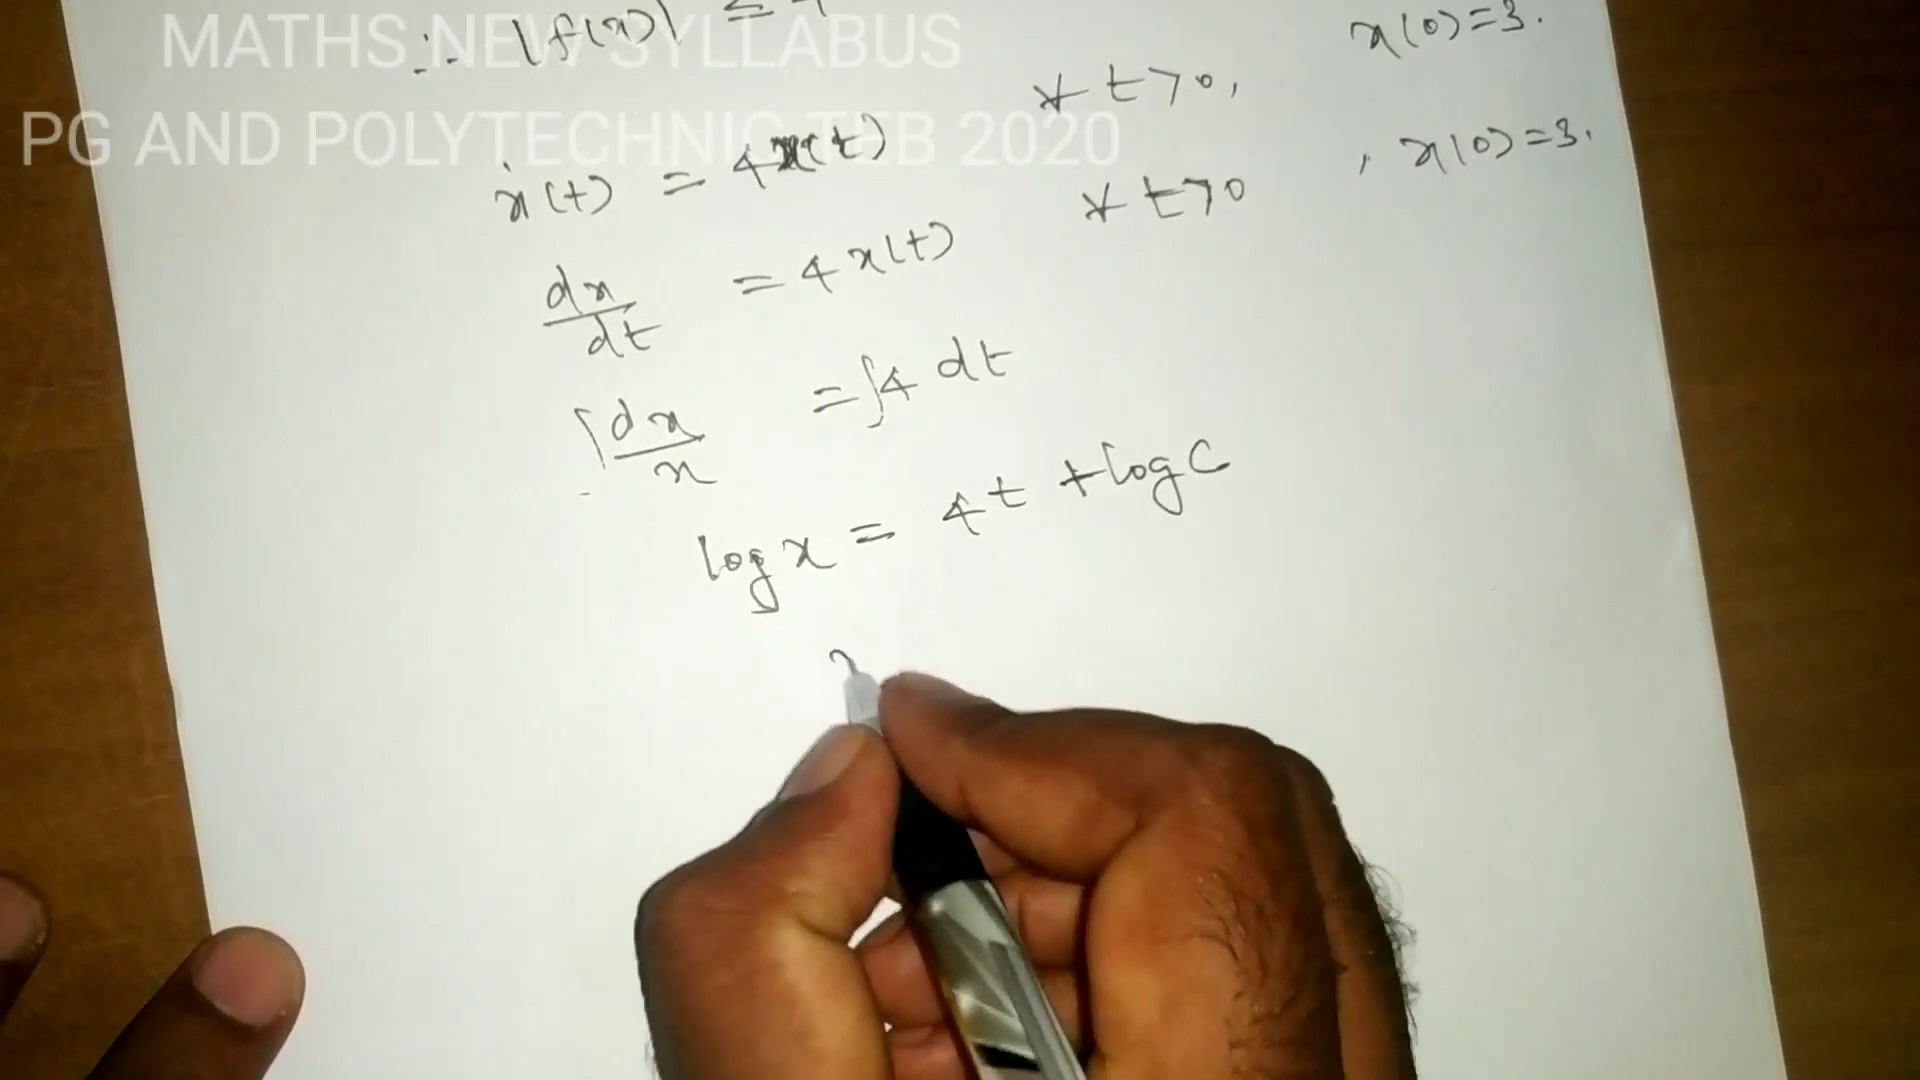 MATHS NEW SYLLABUS
PG AND POLYTECHNIC TEB 2020
∴ |f(x)| ≤
∀ t>0, x(0)=3.
ẋ(t) = 4x(t) ∀ t>0 , x(0)=3.
dx/dt = 4x(t)
∫dx/x = ∫4 dt
log x = 4t + log C